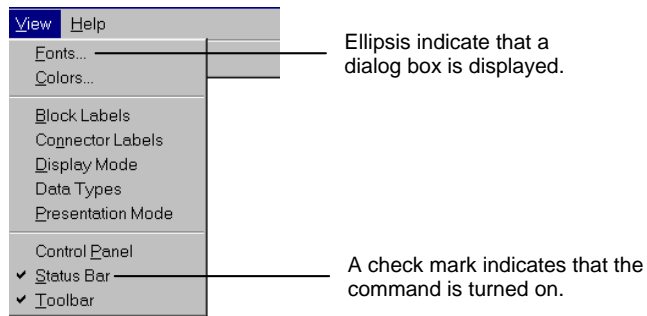 View Help
Fonts...
Colors...
Block Labels
Connector Labels
Display Mode
Data Types
Presentation Mode
Control Panel
✔ Status Bar
✔ Toolbar
Ellipsis indicate that a
dialog box is displayed.
A check mark indicates that the
command is turned on.